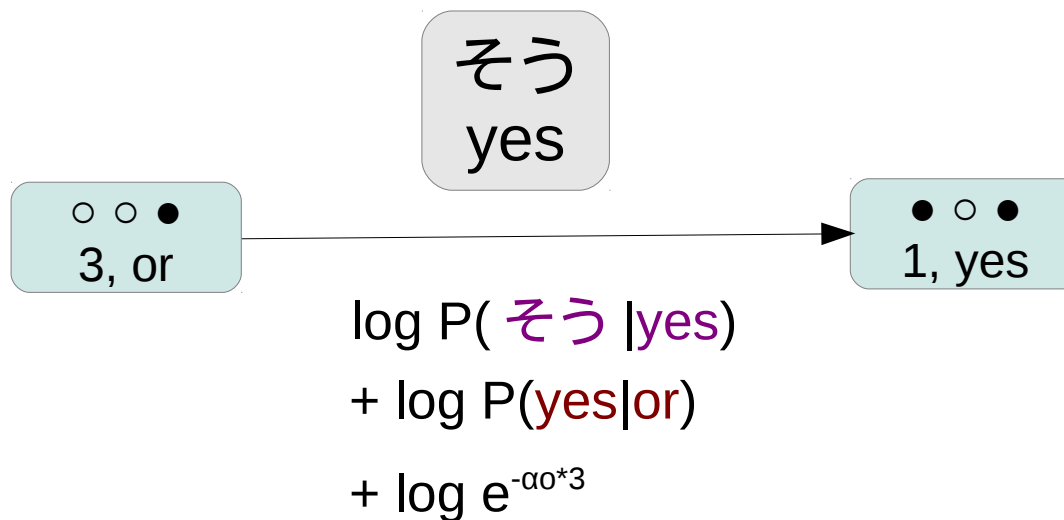 そう
yes
○ ○ ●
3, or
● ○ ●
1, yes
log P( そう |yes)
+ log P(yes|or)
+ log e^-αo*3